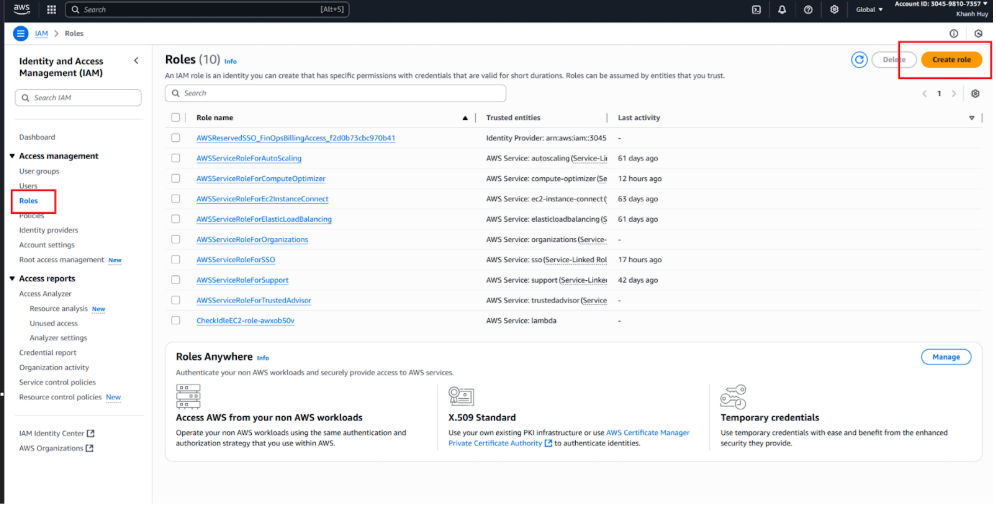 aws Search [Alt+S] Global Account ID: 3045-9810-7357
Khanh Huy
IAM > Roles
Identity and Access Management (IAM)
Search IAM
Dashboard
Access management
User groups
Users
Roles
Policies
Identity providers
Account settings
Root access management New
Access reports
Access Analyzer
Resource analysis New
Unused access
Analyzer settings
Credential report
Organization activity
Service control policies
Resource control policies New
IAM Identity Center
AWS Organizations
Roles (10) Info
Delete Create role
An IAM role is an identity you can create that has specific permissions with credentials that are valid for short durations. Roles can be assumed by entities that you trust.
Search
< 1 >
Role name Trusted entities Last activity
AWSReservedSSO_FinOpsBillingAccess_f2d0b73cbc970b41 Identity Provider: arn:aws:iam::3045 -
AWSServiceRoleForAutoScaling AWS Service: autoscaling (Service-Li 61 days ago
AWSServiceRoleForComputeOptimizer AWS Service: compute-optimizer (Se 12 hours ago
AWSServiceRoleForEc2InstanceConnect AWS Service: ec2-instance-connect ( 63 days ago
AWSServiceRoleForElasticLoadBalancing AWS Service: elasticloadbalancing (S 61 days ago
AWSServiceRoleForOrganizations AWS Service: organizations (Service- -
AWSServiceRoleForSSO AWS Service: sso (Service-Linked Rol 17 hours ago
AWSServiceRoleForSupport AWS Service: support (Service-Linke 42 days ago
AWSServiceRoleForTrustedAdvisor AWS Service: trustedadvisor (Service -
CheckIdleEC2-role-awxob50v AWS Service: lambda -
Roles Anywhere Info
Manage
Authenticate your non AWS workloads and securely provide access to AWS services.
Access AWS from your non AWS workloads
Operate your non AWS workloads using the same authentication and
authorization strategy that you use within AWS.
X.509 Standard
Use your own existing PKI infrastructure or use AWS Certificate Manager
Private Certificate Authority to authenticate identities.
Temporary credentials
Use temporary credentials with ease and benefit from the enhanced
security they provide.